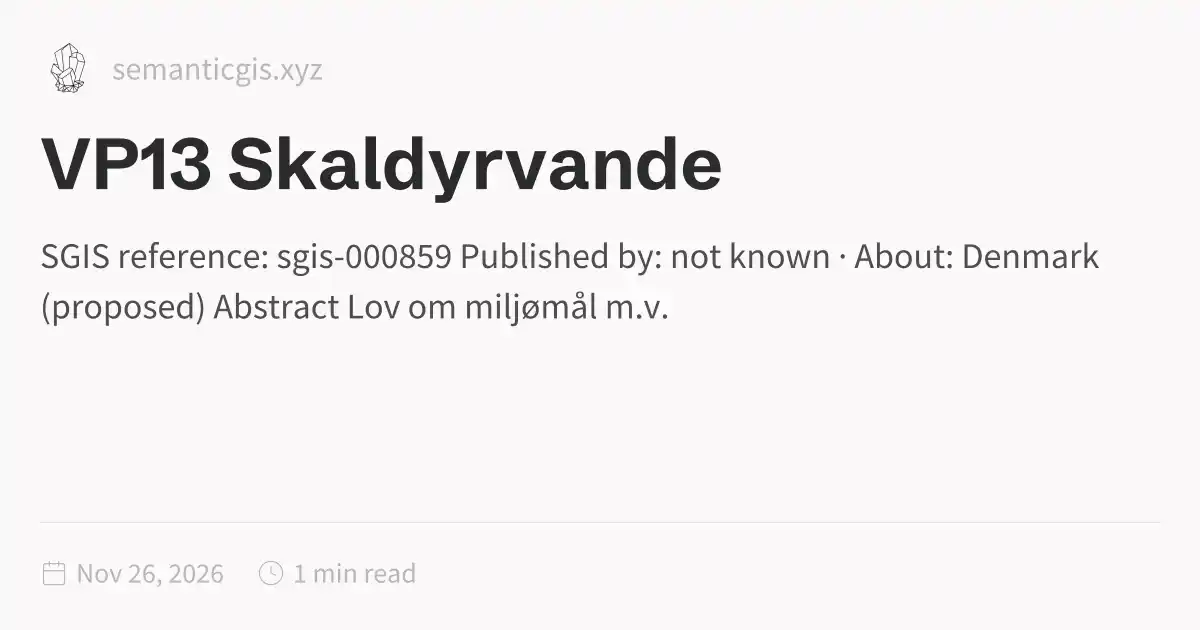 semanticgis.xyz
VP13 Skaldyrvande
SGIS reference: sgis-000859 Published by: not known · About: Denmark
(proposed) Abstract Lov om miljømål m.v.
Nov 26, 2026 1 min read